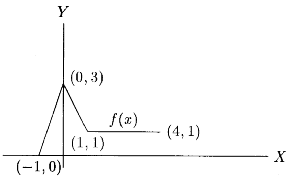 Y
(0, 3)
f(x)
(4, 1)
(1, 1)
X
(−1, 0)